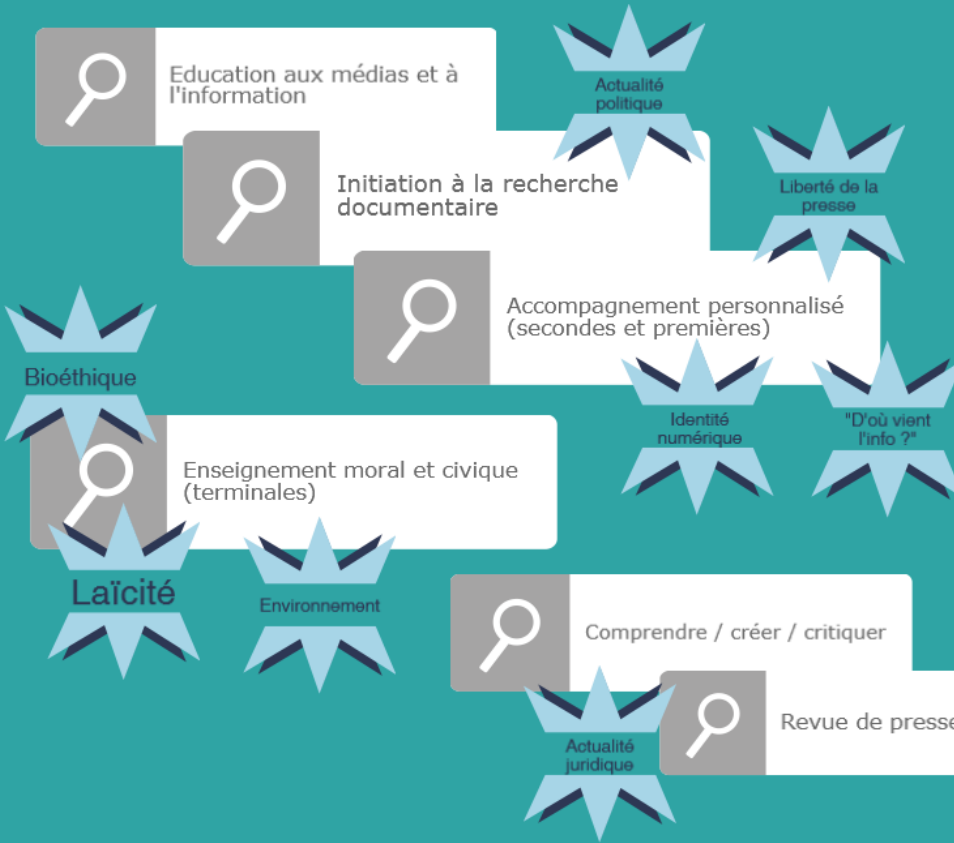 Education aux médias et à
l'information
Actualité
politique
Initiation à la recherche
documentaire
Liberté de la
presse
Accompagnement personnalisé
(secondes et premières)
Bioéthique
Identité
numérique
"D'où vient
l'info ?"
Enseignement moral et civique
(terminales)
Laïcité
Environnement
Comprendre / créer / critiquer
Revue de presse
Actualité
juridique